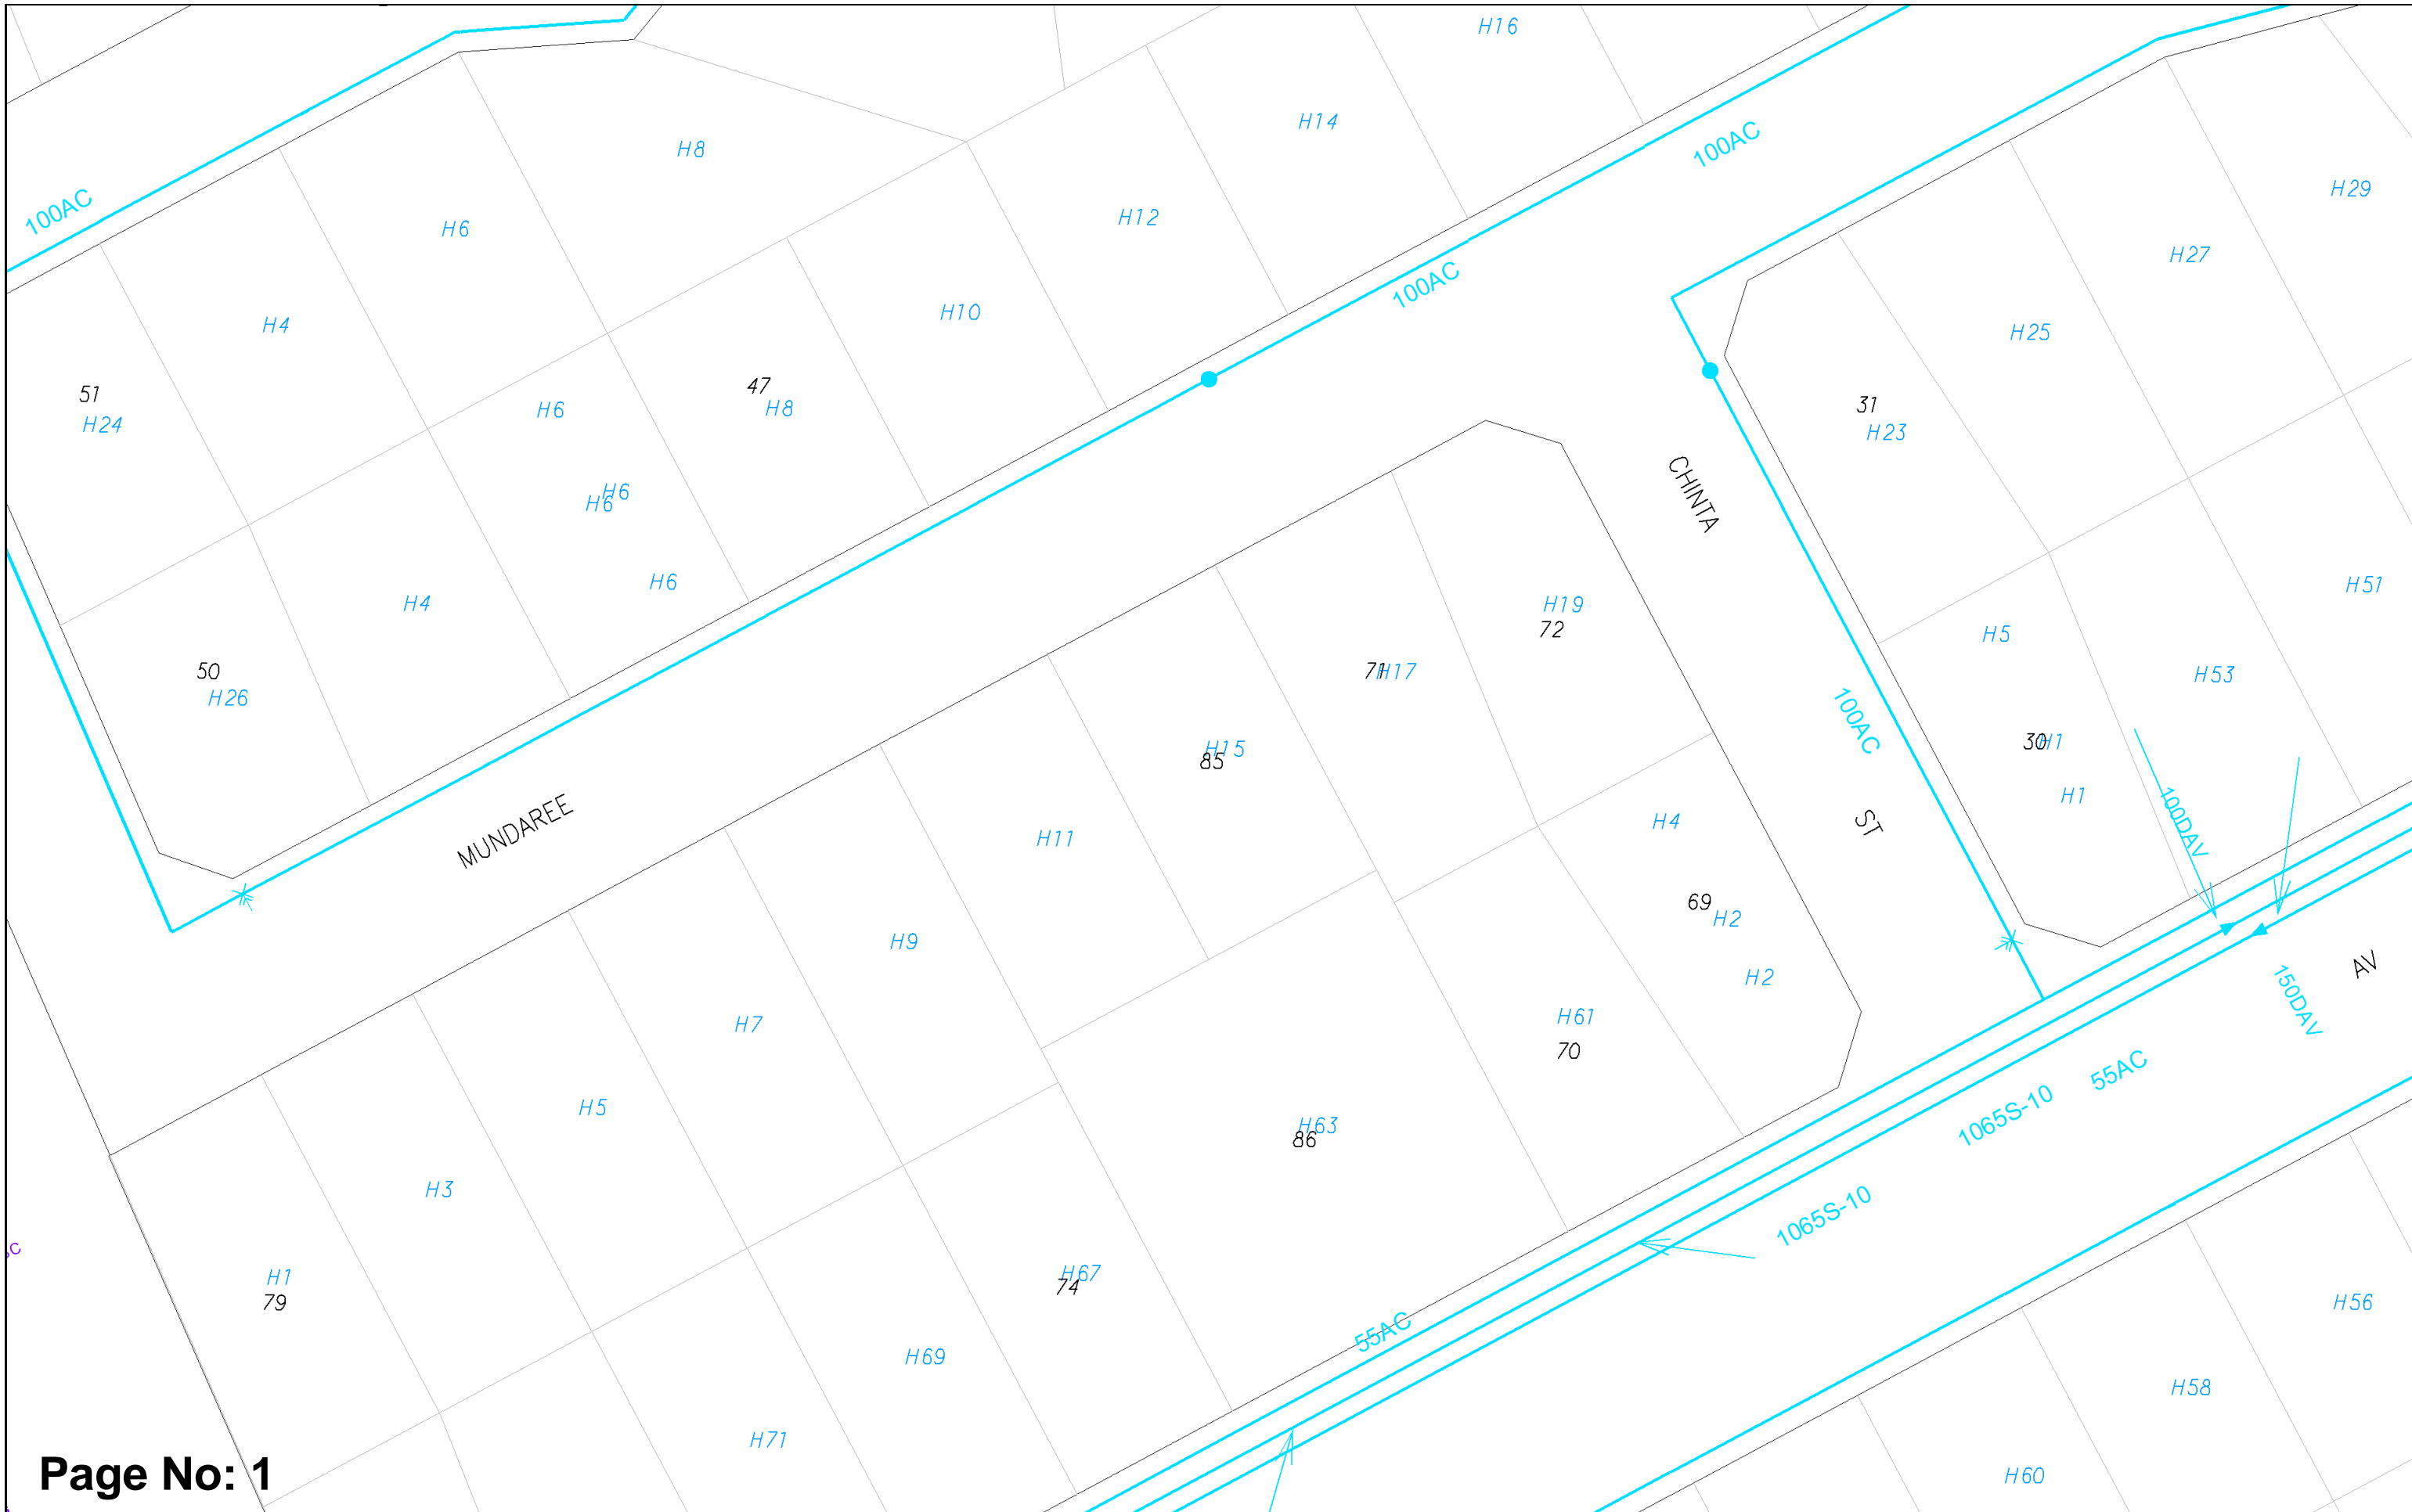 H16
H14
100AC
H8
H29
100AC
H12
H6
H27
100AC
H10
H4
H25
47
H8
51
H24
H6
31
H23
CHINTA
H6
H6
H6
H4
H51
H19
72
H5
50
H26
71
H17
H53
100AC
30
H1
H1
H15
85
MUNDAREE
H11
100DAV
ST
H4
69
H2
H9
H2
AV
150DAV
H61
70
H7
55AC
1065S-10
H5
H63
86
H3
1065S-10
H1
79
H67
74
H56
55AC
H69
H58
H71
H60
Page No: 1